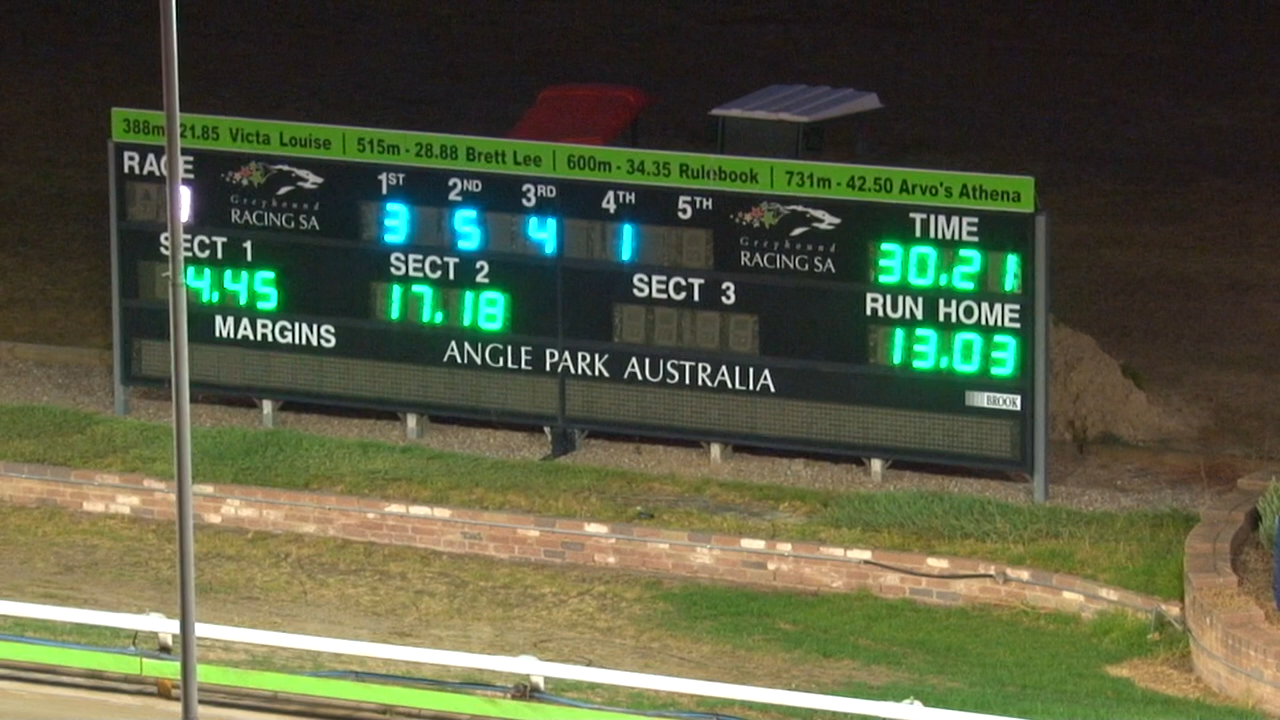 388m 21.85 Victa Louise | 515m - 28.88 Brett Lee | 600m - 34.35 Rulebook | 731m - 42.50 Arvo's Athena
RACE
Greyhound
RACING SA
1ST 2ND 3RD 4TH 5TH
3 5 4 1
Greyhound
RACING SA
TIME
30.21
SECT 1
4.45
SECT 2
17.18
SECT 3
RUN HOME
13.03
MARGINS
ANGLE PARK AUSTRALIA
BROOK